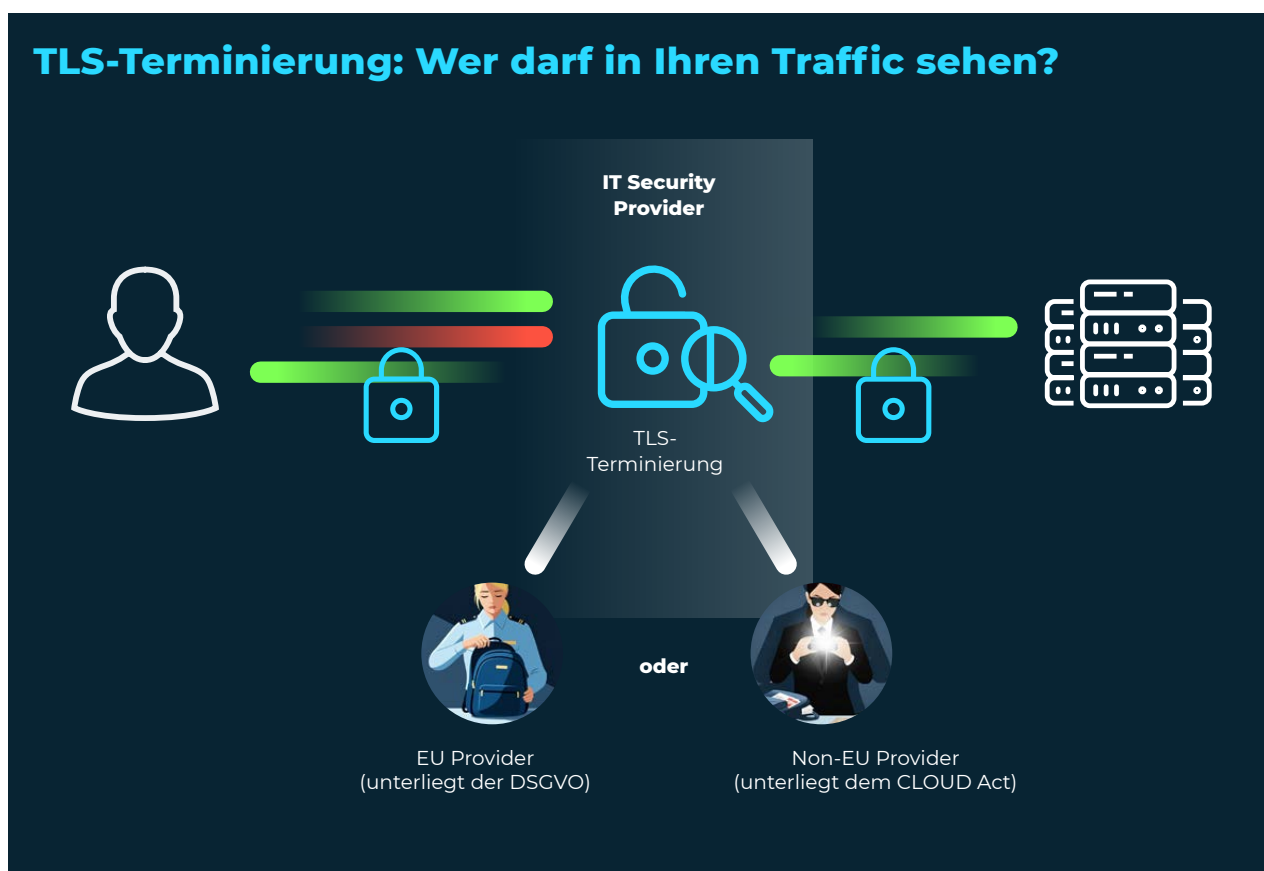 TLS-Terminierung: Wer darf in Ihren Traffic sehen?
IT Security
Provider
TLS-
Terminierung
oder
EU Provider
(unterliegt der DSGVO)
Non-EU Provider
(unterliegt dem CLOUD Act)